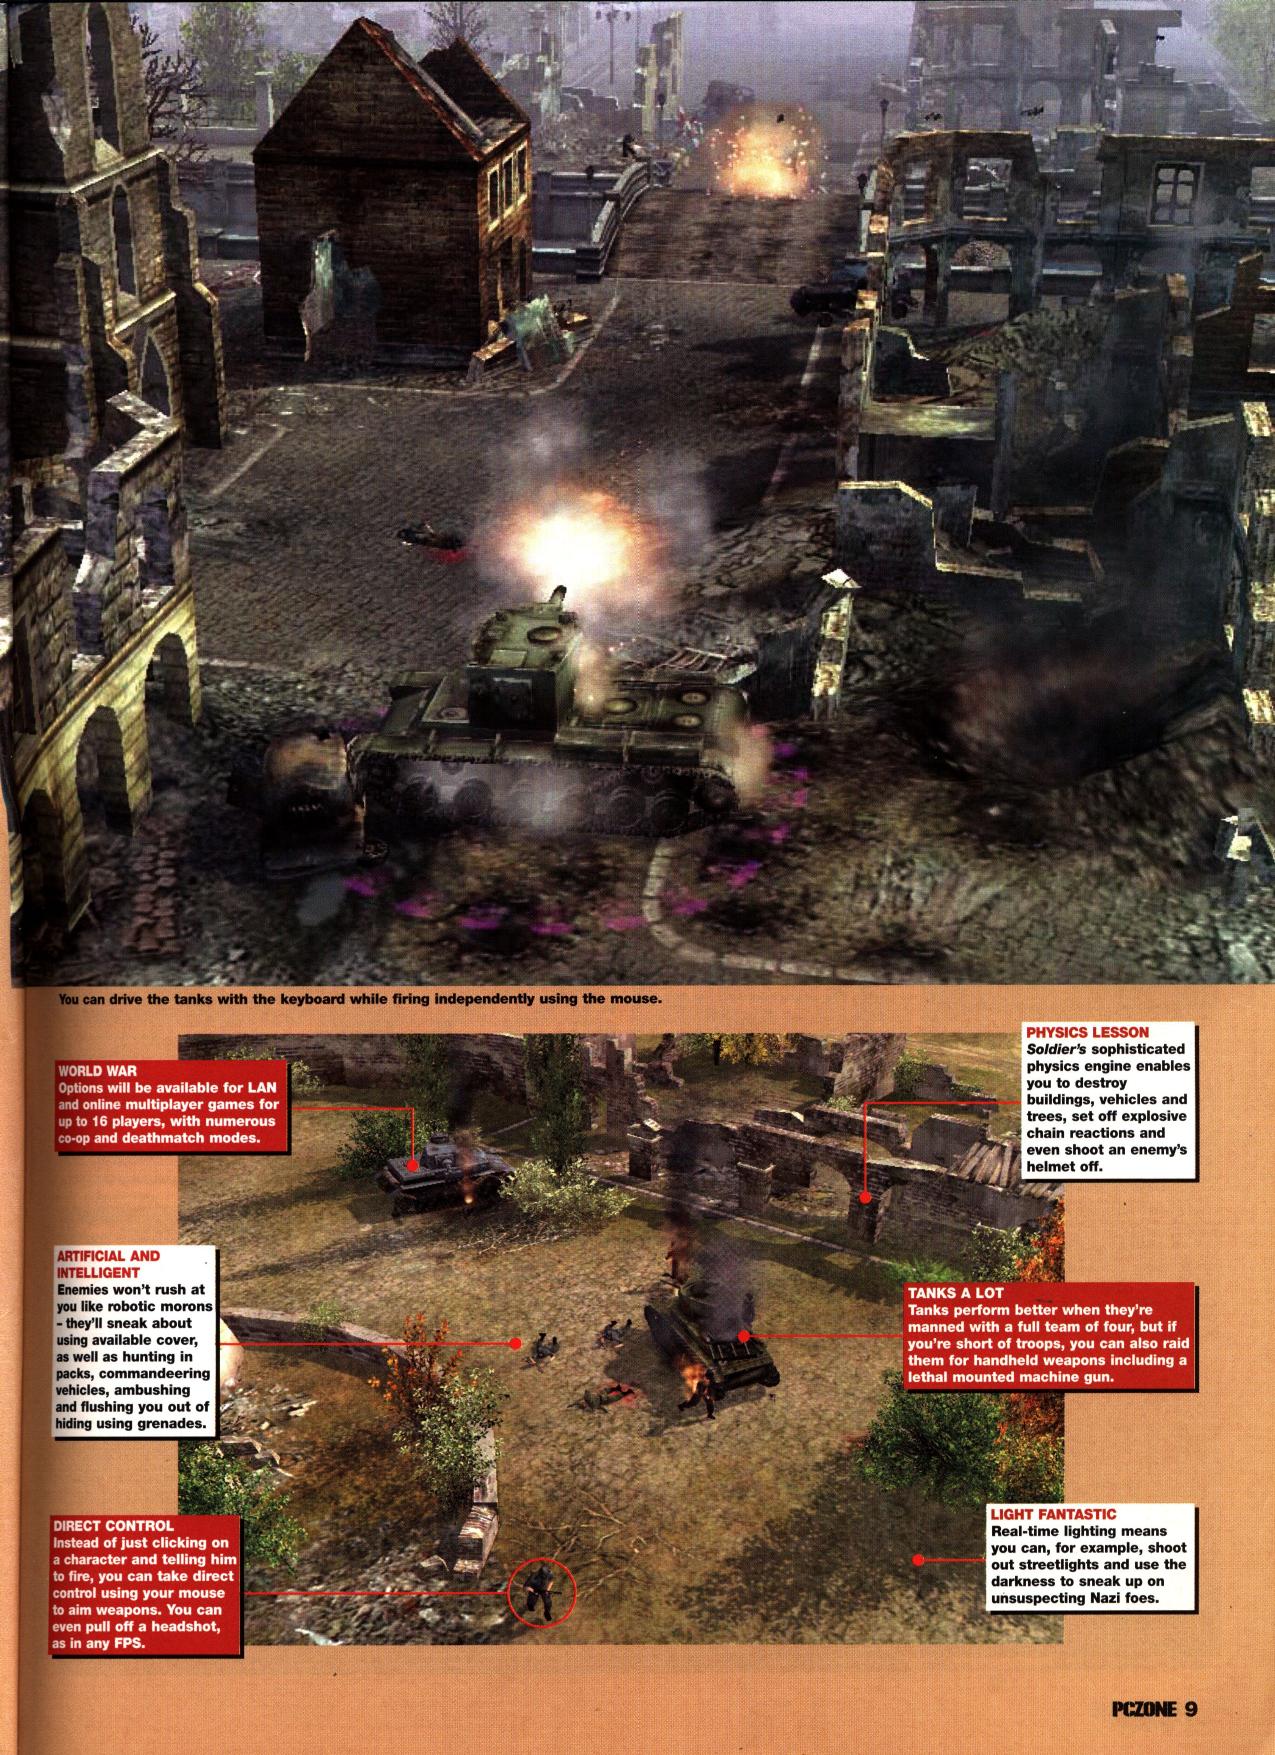 You can drive the tanks with the keyboard while firing independently using the mouse.
WORLD WAR
Options will be available for LAN
and online multiplayer games for
up to 16 players, with numerous
co-op and deathmatch modes.
PHYSICS LESSON
Soldier's sophisticated
physics engine enables
you to destroy
buildings, vehicles and
trees, set off explosive
chain reactions and
even shoot an enemy's
helmet off.
ARTIFICIAL AND
INTELLIGENT
Enemies won't rush at
you like robotic morons
– they'll sneak about
using available cover,
as well as hunting in
packs, commandeering
vehicles, ambushing
and flushing you out of
hiding using grenades.
TANKS A LOT
Tanks perform better when they're
manned with a full team of four, but if
you're short of troops, you can also raid
them for handheld weapons including a
lethal mounted machine gun.
DIRECT CONTROL
Instead of just clicking on
a character and telling him
to fire, you can take direct
control using your mouse
to aim weapons. You can
even pull off a headshot,
as in any FPS.
LIGHT FANTASTIC
Real-time lighting means
you can, for example, shoot
out streetlights and use the
darkness to sneak up on
unsuspecting Nazi foes.
PCZONE 9